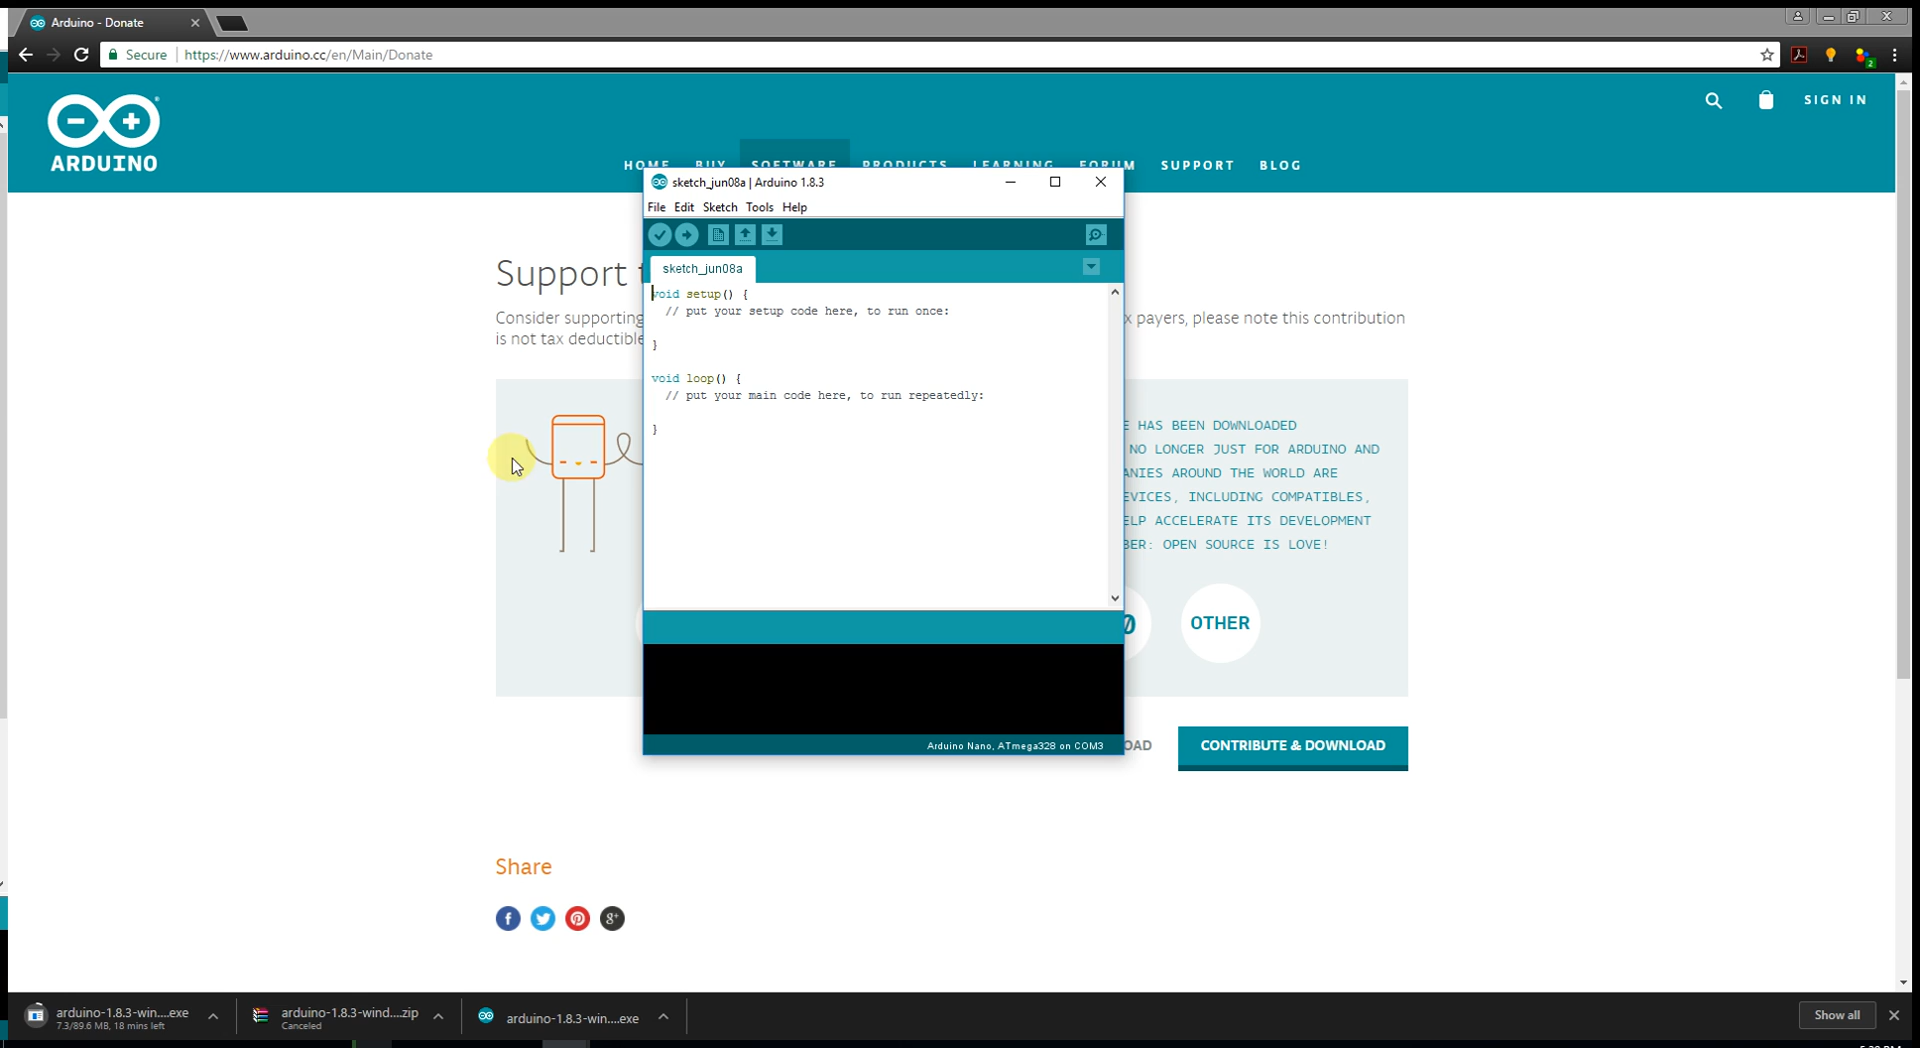 Arduino - Donate
Secure
https://www.arduino.cc/en/Main/Donate
2
ARDUINO
SIGN IN
HOME BUY SOFTWARE PRODUCTS LEARNING FORUM SUPPORT BLOG
sketch_jun08a | Arduino 1.8.3
File Edit Sketch Tools Help
sketch_jun08a
void setup() {
// put your setup code here, to run once:
}
void loop() {
// put your main code here, to run repeatedly:
}
Arduino Nano, ATmega328 on COM3
Support
Consider supporting
payers, please note this contribution
is not tax deductible
HAS BEEN DOWNLOADED
NO LONGER JUST FOR ARDUINO AND
AROUND THE WORLD ARE
INCLUDING COMPATIBLES,
ACCELERATE ITS DEVELOPMENT
OPEN SOURCE IS LOVE!
OTHER
CONTRIBUTE & DOWNLOAD
Share
arduino-1.8.3-win....exe
7.3/89.6 MB, 18 mins left
arduino-1.8.3-wind....zip
Canceled
arduino-1.8.3-win....exe
Show all